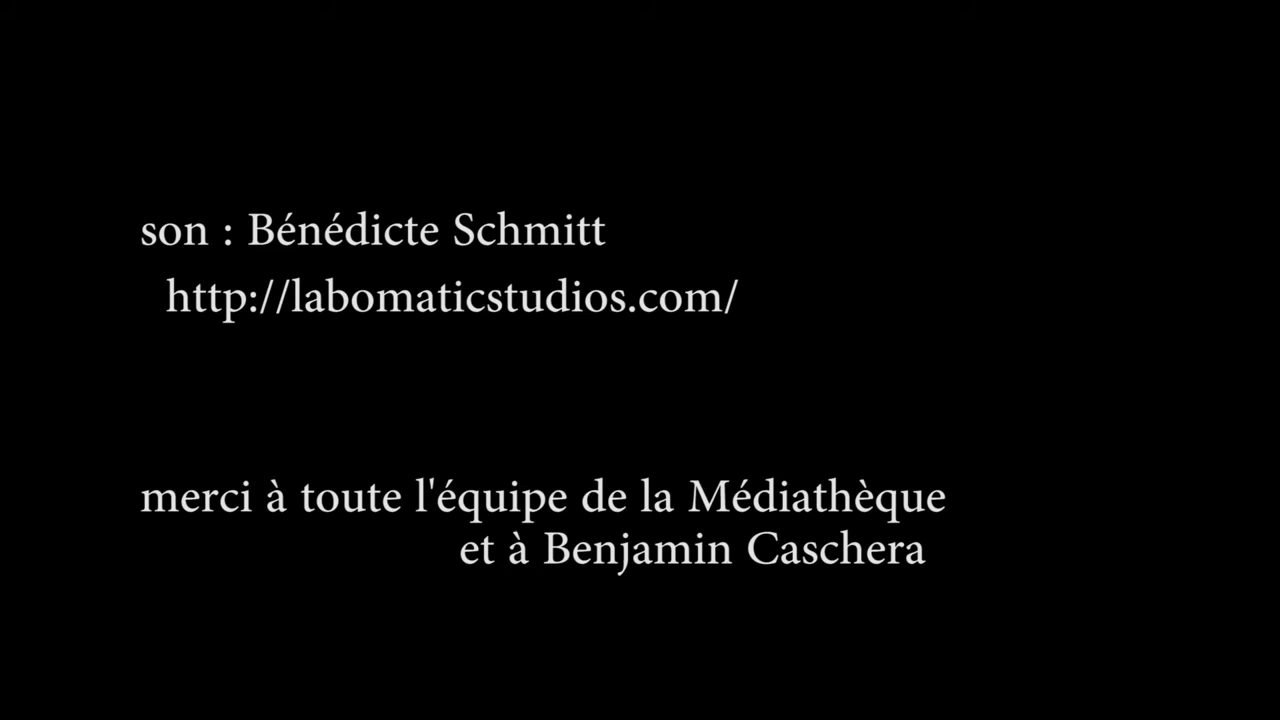 son : Bénédicte Schmitt
http://labomaticstudios.com/
merci à toute l'équipe de la Médiathèque
et à Benjamin Caschera